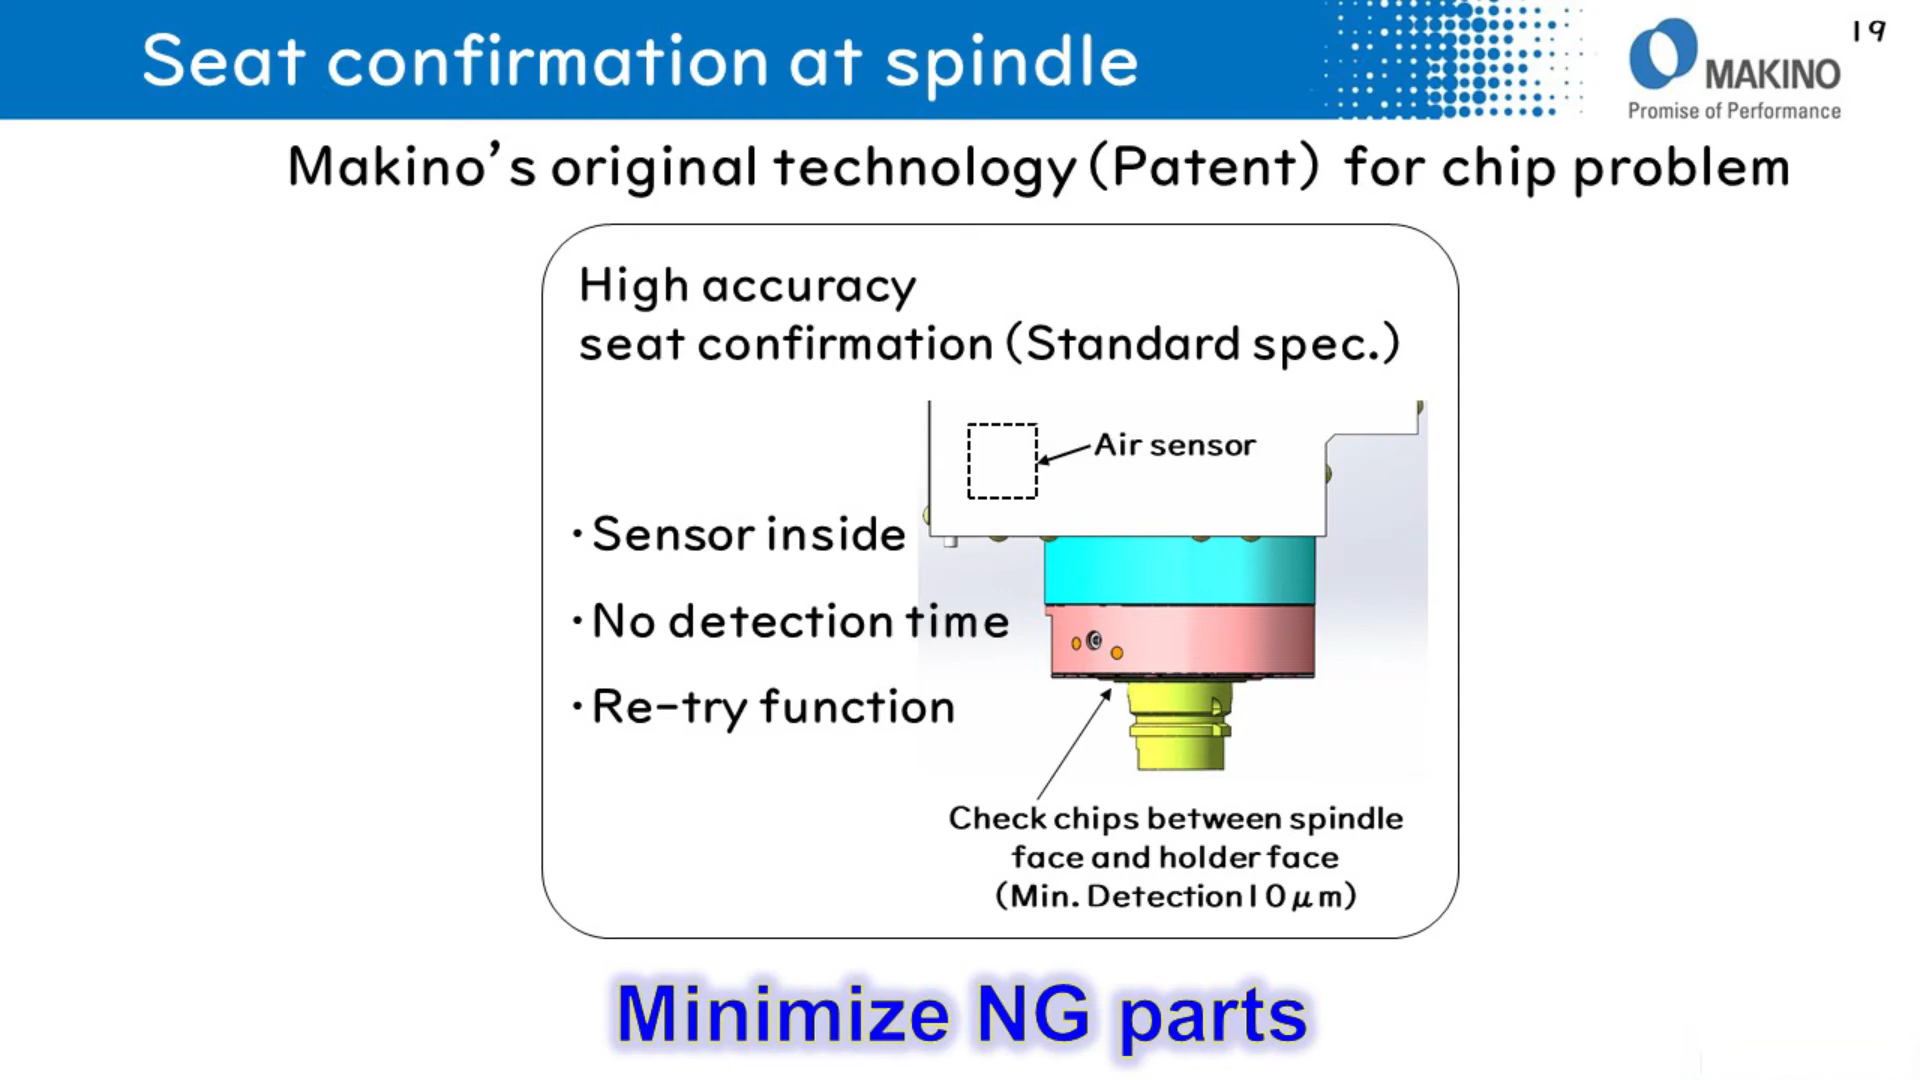 Seat confirmation at spindle
MAKINO
Promise of Performance
19
Makino's original technology(Patent) for chip problem
High accuracy
seat confirmation(Standard spec.)
Air sensor
・Sensor inside
・No detection time
・Re-try function
Check chips between spindle
face and holder face
(Min. Detection10μm)
Minimize NG parts